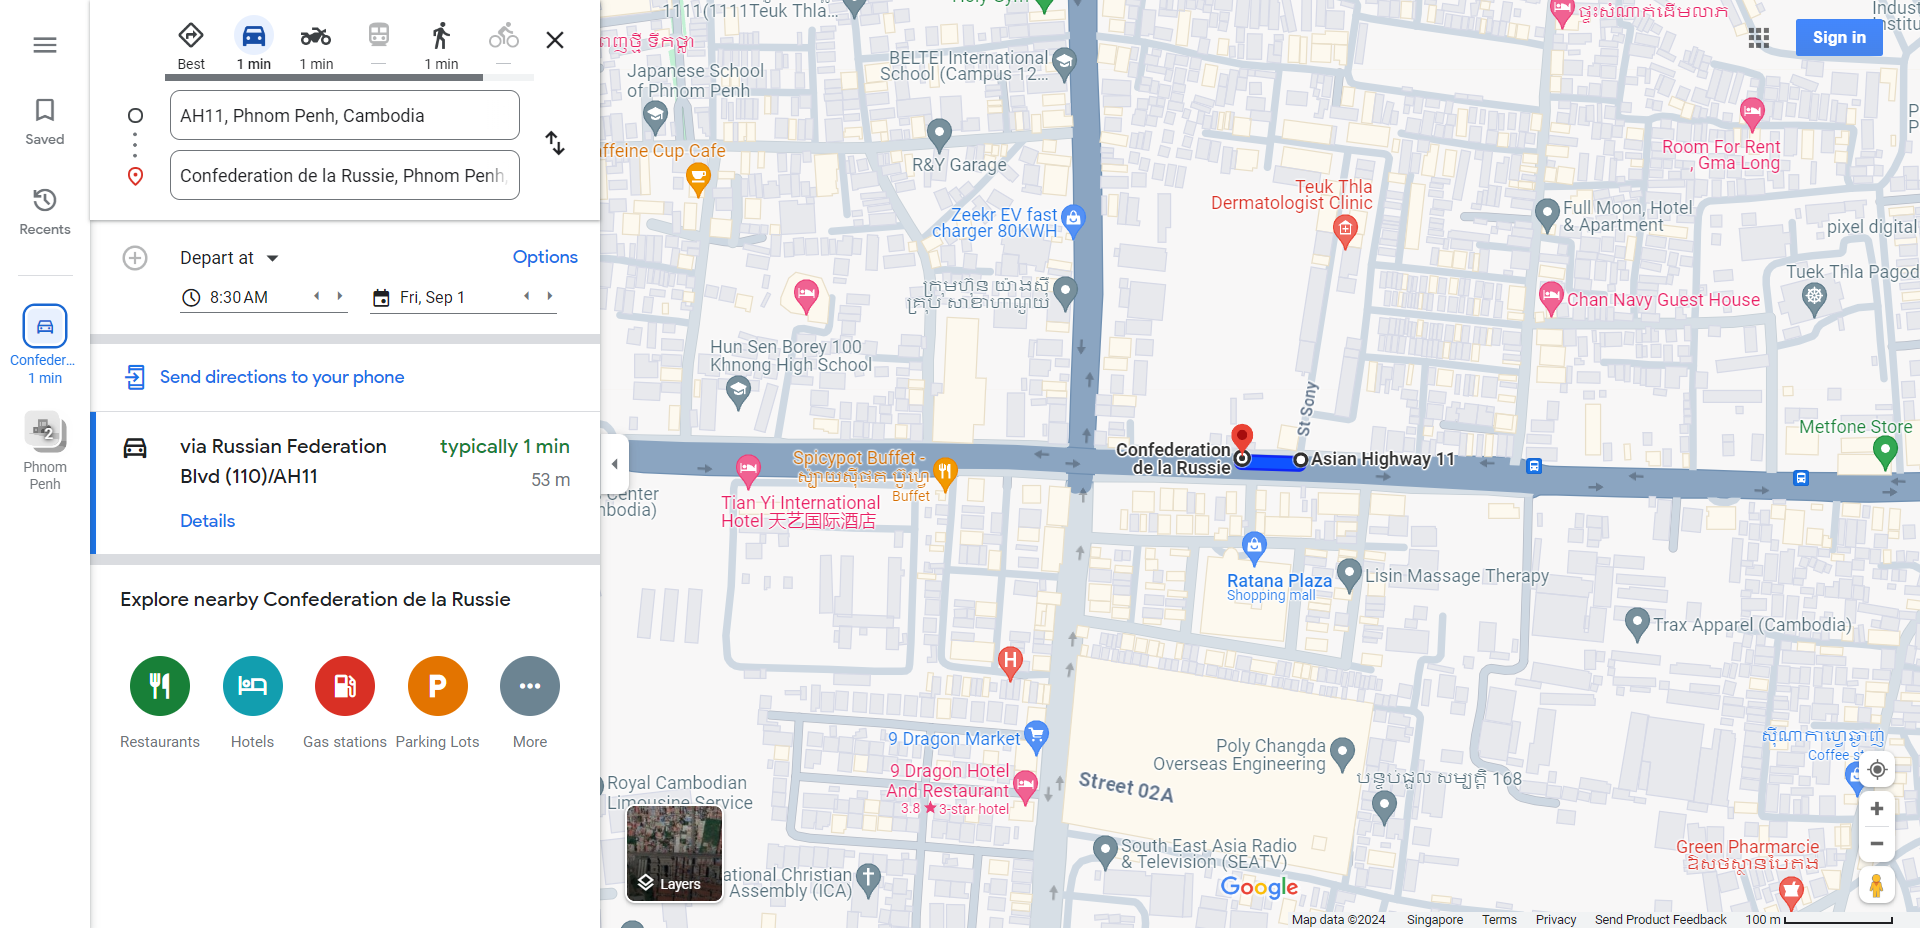 Best
1 min
1 min
—
1 min
—
Saved
Recents
Confeder...
1 min
2
Phnom
Penh
AH11, Phnom Penh, Cambodia
Confederation de la Russie, Phnom Penh,
Depart at
Options
8:30 AM
Fri, Sep 1
Send directions to your phone
via Russian Federation
Blvd (110)/AH11
typically 1 min
53 m
Details
Explore nearby Confederation de la Russie
Restaurants
Hotels
Gas stations
P
Parking Lots
More
1111(1111Teuk Thla...
Japanese School
of Phnom Penh
ffeine Cup Cafe
BELTEI International
School (Campus 12...
R&Y Garage
Zeekr EV fast
charger 80KWH
Teuk Thla
Dermatologist Clinic
Sign in
Room For Rent
, Gma Long
Full Moon, Hotel
& Apartment
pixel digital
Tuek Thla Pagod
Chan Navy Guest House
Hun Sen Borey 100
Khnong High School
St Sony
Metfone Store
Confederation
de la Russie
Asian Highway 11
Spicypot Buffet -
Buffet
Center
Tian Yi International
Hotel 天艺国际酒店
Ratana Plaza
Shopping mall
Lisin Massage Therapy
Trax Apparel (Cambodia)
H
9 Dragon Market
9 Dragon Hotel
And Restaurant
3.8 ★ 3-star hotel
Poly Changda
Overseas Engineering
Street 02A
Royal Cambodian
Limousine Service
Layers
ational Christian
Assembly (ICA)
South East Asia Radio
& Television (SEATV)
Google
Green Pharmarcie
Map data ©2024
Singapore
Terms
Privacy
Send Product Feedback
100 m